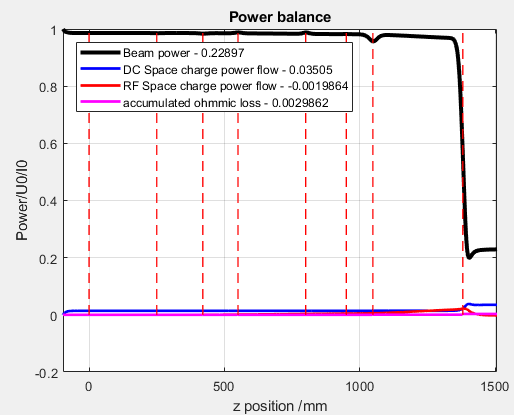 Power balance
1
0.8
0.6
0.4
0.2
0
-0.2
Power/U0/I0
Beam power - 0.22897
DC Space charge power flow - 0.03505
RF Space charge power flow - -0.0019864
accumulated ohmmic loss - 0.0029862
0
500
1000
1500
z position /mm